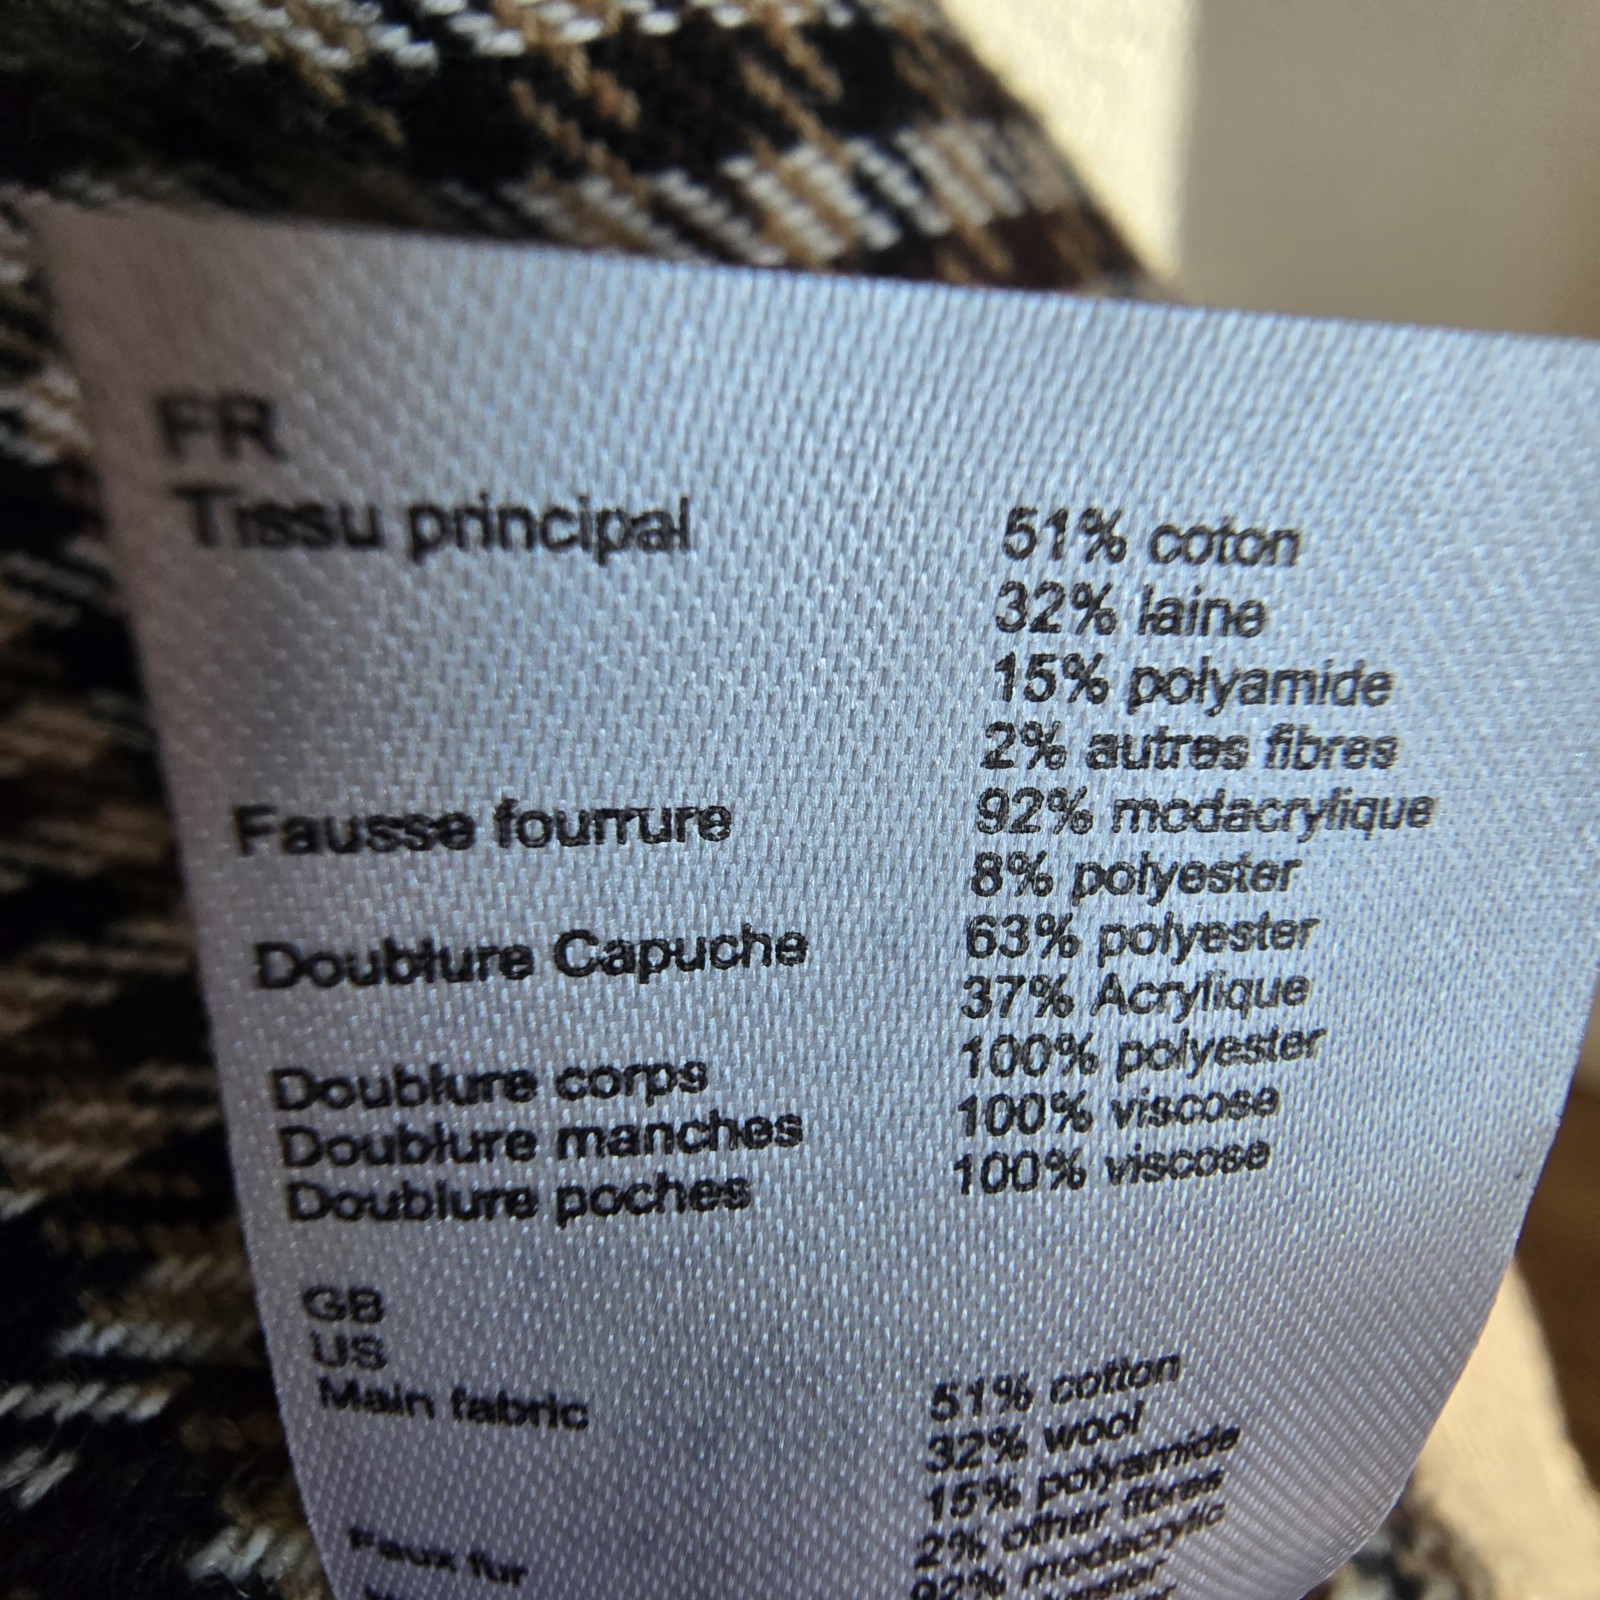 FR
Tissu principal 51% coton
32% laine
15% polyamide
2% autres fibres
Fausse fourrure 92% modacrylique
8% polyester
Doublure Capuche 63% polyester
37% Acrylique
Doublure corps 100% polyester
Doublure manches 100% viscose
Doublure poches 100% viscose
GB
US
Main fabric 51% cotton
32% wool
15% polyamide
2% other fibres
Faux fur 92% modacrylic